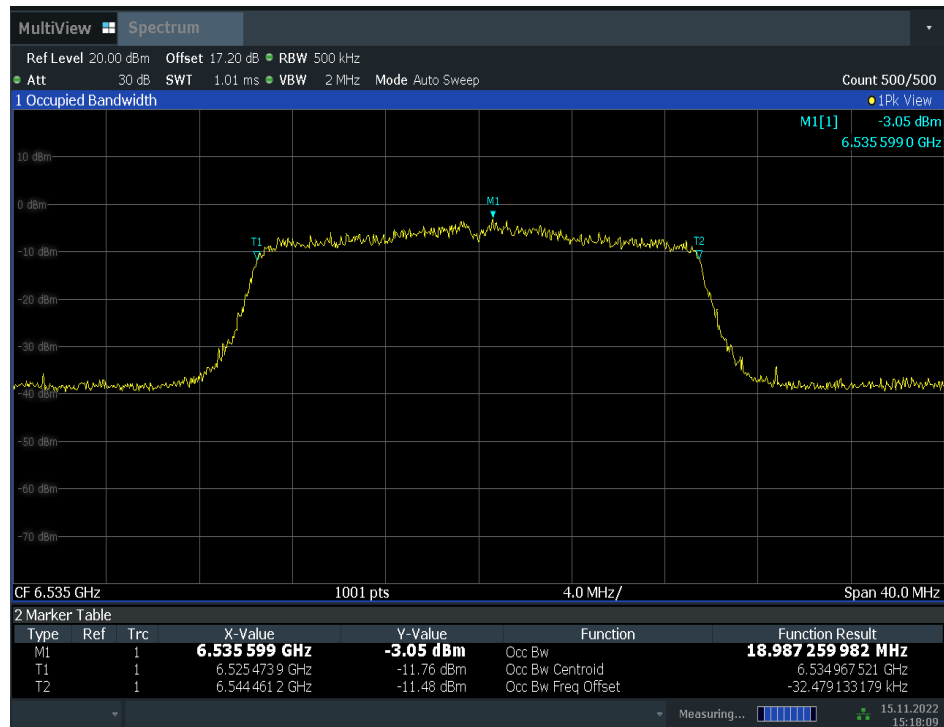 MultiView Spectrum
Ref Level 20.00 dBm Offset 17.20 dB RBW 500 kHz
Att 30 dB SWT 1.01 ms VBW 2 MHz Mode Auto Sweep Count 500/500
1 Occupied Bandwidth 1Pk View
M1[1] -3.05 dBm
6.535 599 0 GHz
10 dBm
M1
0 dBm
T1 T2
-10 dBm
-20 dBm
-30 dBm
-40 dBm
-50 dBm
-60 dBm
-70 dBm
CF 6.535 GHz 1001 pts 4.0 MHz/ Span 40.0 MHz
2 Marker Table
Type Ref Trc X-Value Y-Value Function Function Result
M1 1 6.535 599 GHz -3.05 dBm Occ Bw 18.987 259 982 MHz
T1 1 6.525 473 9 GHz -11.76 dBm Occ Bw Centroid 6.534 967 521 GHz
T2 1 6.544 461 2 GHz -11.48 dBm Occ Bw Freq Offset -32.479 133 179 kHz
Measuring... 15.11.2022
15:18:09